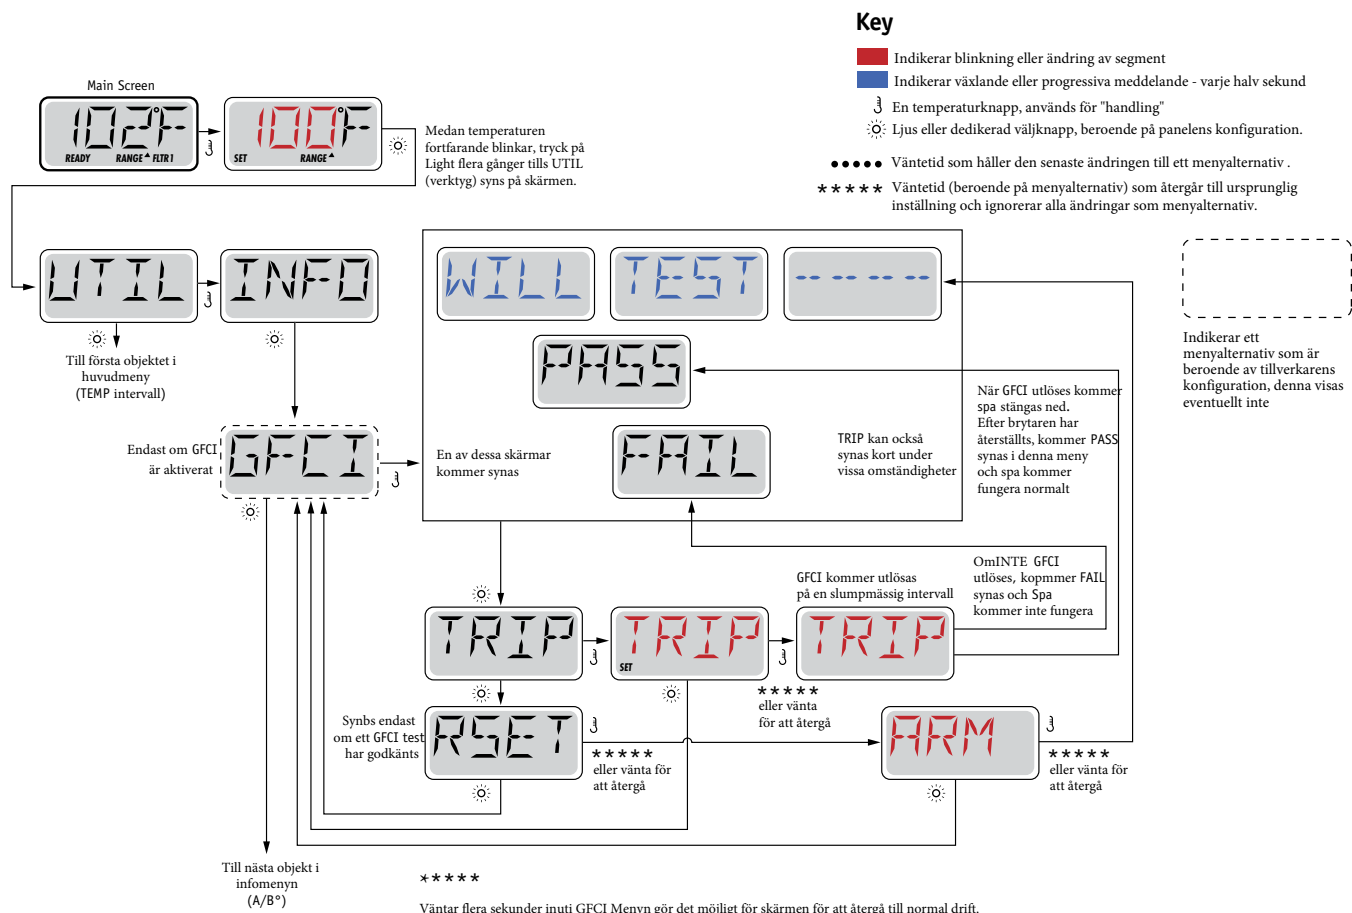 Key
Indikerar blinkning eller ändring av segment
Indikerar växlande eller progressiva meddelande - varje halv sekund
En temperaturknapp, används för "handling"
Ljus eller dedikerad väljknapp, beroende på panelens konfiguration.
••••• Väntetid som håller den senaste ändringen till ett menyalternativ .
***** Väntetid (beroende på menyalternativ) som återgår till ursprunglig
inställning och ignorerar alla ändringar som menyalternativ.
Main Screen
102°F
READY RANGE FLTR1
100°F
SET RANGE
Medan temperaturen
fortfarande blinkar, tryck på
Light flera gånger tills UTIL
(verktyg) syns på skärmen.
UTIL
INFO
Till första objektet i
huvudmeny
(TEMP intervall)
WILL
TEST
-----
PASS
Indikerar ett
menyalternativ som är
beroende av tillverkarens
konfiguration, denna visas
eventuellt inte
När GFCI utlöses kommer
spa stängas ned.
Efter brytaren har
återställts, kommer PASS
synas i denna meny
och spa kommer
fungera normalt
Endast om GFCI
är aktiverat
GFCI
En av dessa skärmar
kommer synas
FAIL
TRIP kan också
synas kort under
vissa omständigheter
OmINTE GFCI
utlöses, kopmmer FAIL
synas och Spa
kommer inte fungera
GFCI kommer utlösas
på en slumpmässig intervall
TRIP
TRIP
SET
TRIP
*****
eller vänta
för att återgå
Synbs endast
om ett GFCI test
har godkänts
RSET
*****
eller vänta för
att återgå
ARM
*****
eller vänta för
att återgå
Till nästa objekt i
infomenyn
(A/B°)
*****
Väntar flera sekunder inuti GFCI Menyn gör det möjligt för skärmen för att återgå till normal drift.